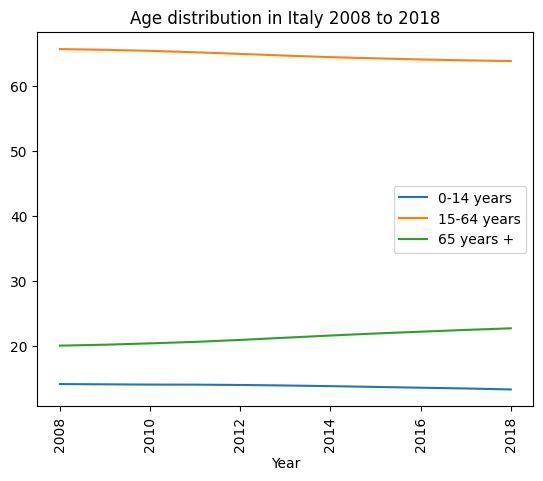 Age distribution in Italy 2008 to 2018
60
50
40
30
20
0-14 years
15-64 years
65 years +
2008
2010
2012
2014
2016
2018
Year